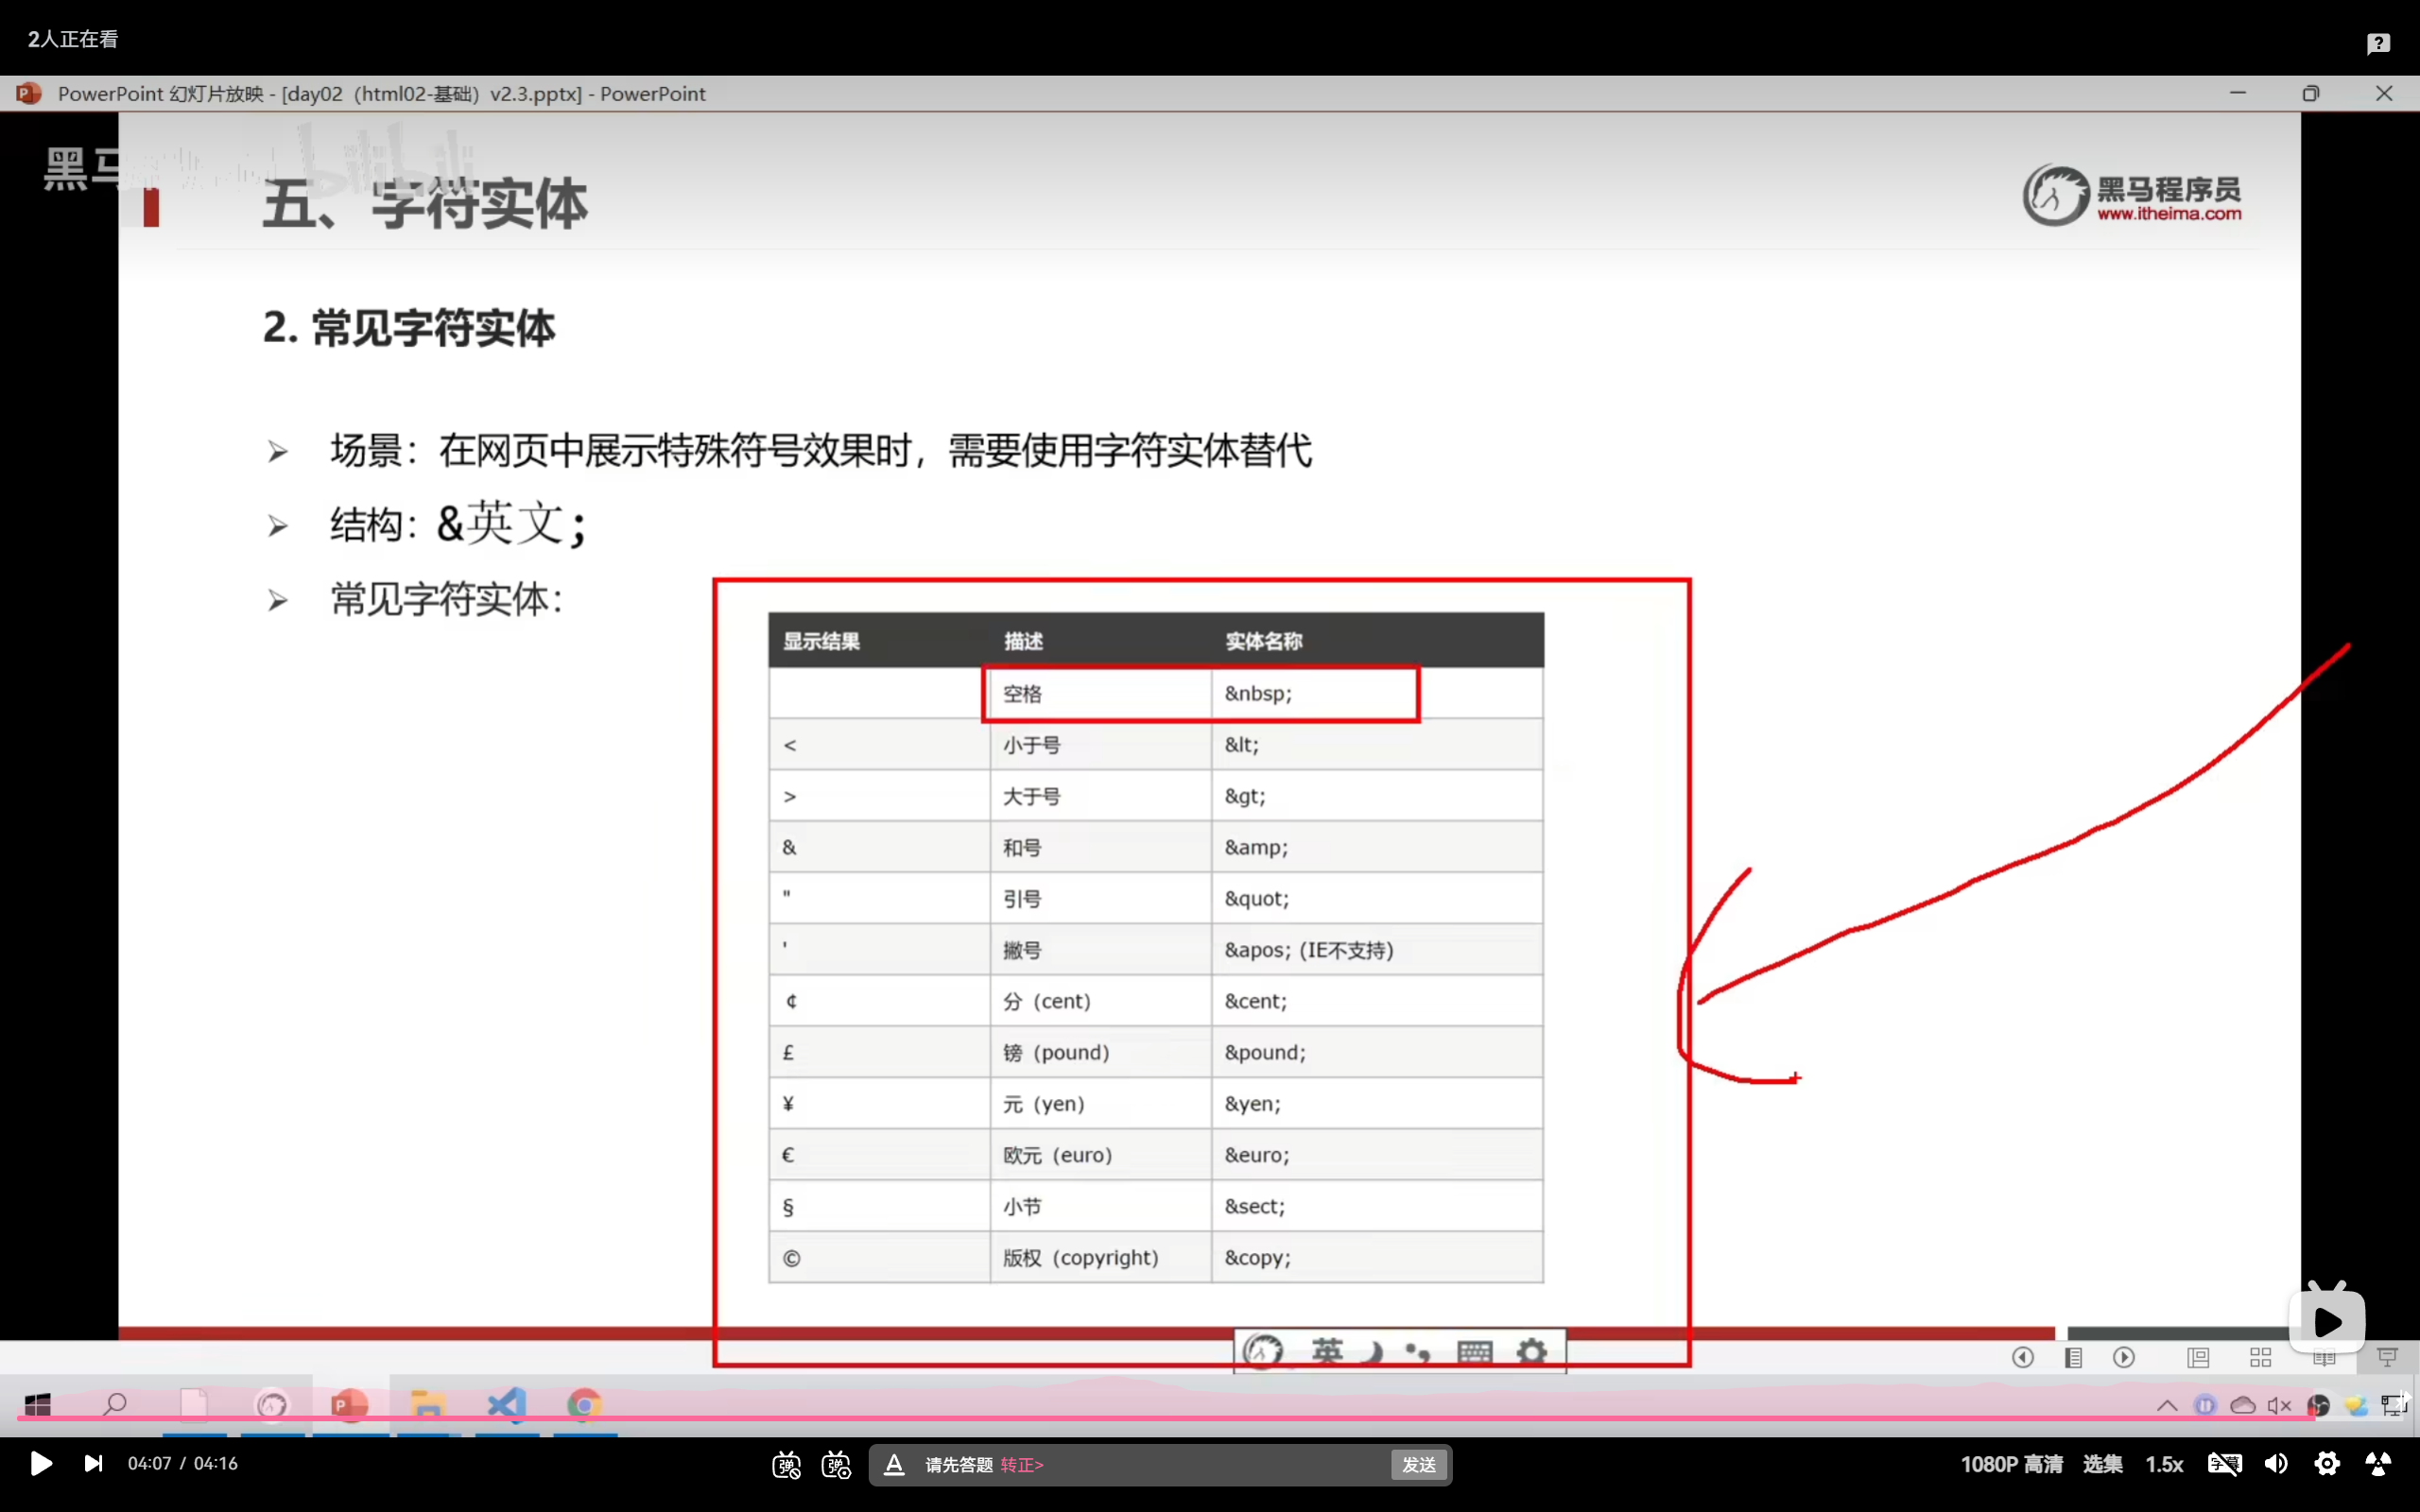 2人正在看
PowerPoint 幻灯片放映 - [day02（html02-基础）v2.3.pptx] - PowerPoint
黑马
bilibili
五、字符实体
黑马程序员
www.itheima.com
2. 常见字符实体
场景：在网页中展示特殊符号效果时，需要使用字符实体替代
结构：&英文;
常见字符实体：
显示结果 描述 实体名称
空格 &nbsp;
< 小于号 &lt;
> 大于号 &gt;
& 和号 &amp;
" 引号 &quot;
' 撇号 &apos; (IE不支持)
￠ 分（cent） &cent;
£ 镑（pound） &pound;
¥ 元（yen） &yen;
€ 欧元（euro） &euro;
§ 小节 &sect;
© 版权（copyright） &copy;
英
04:07 / 04:16
弹 弹 A 请先答题 转正> 发送
1080P 高清 选集 1.5x 字幕